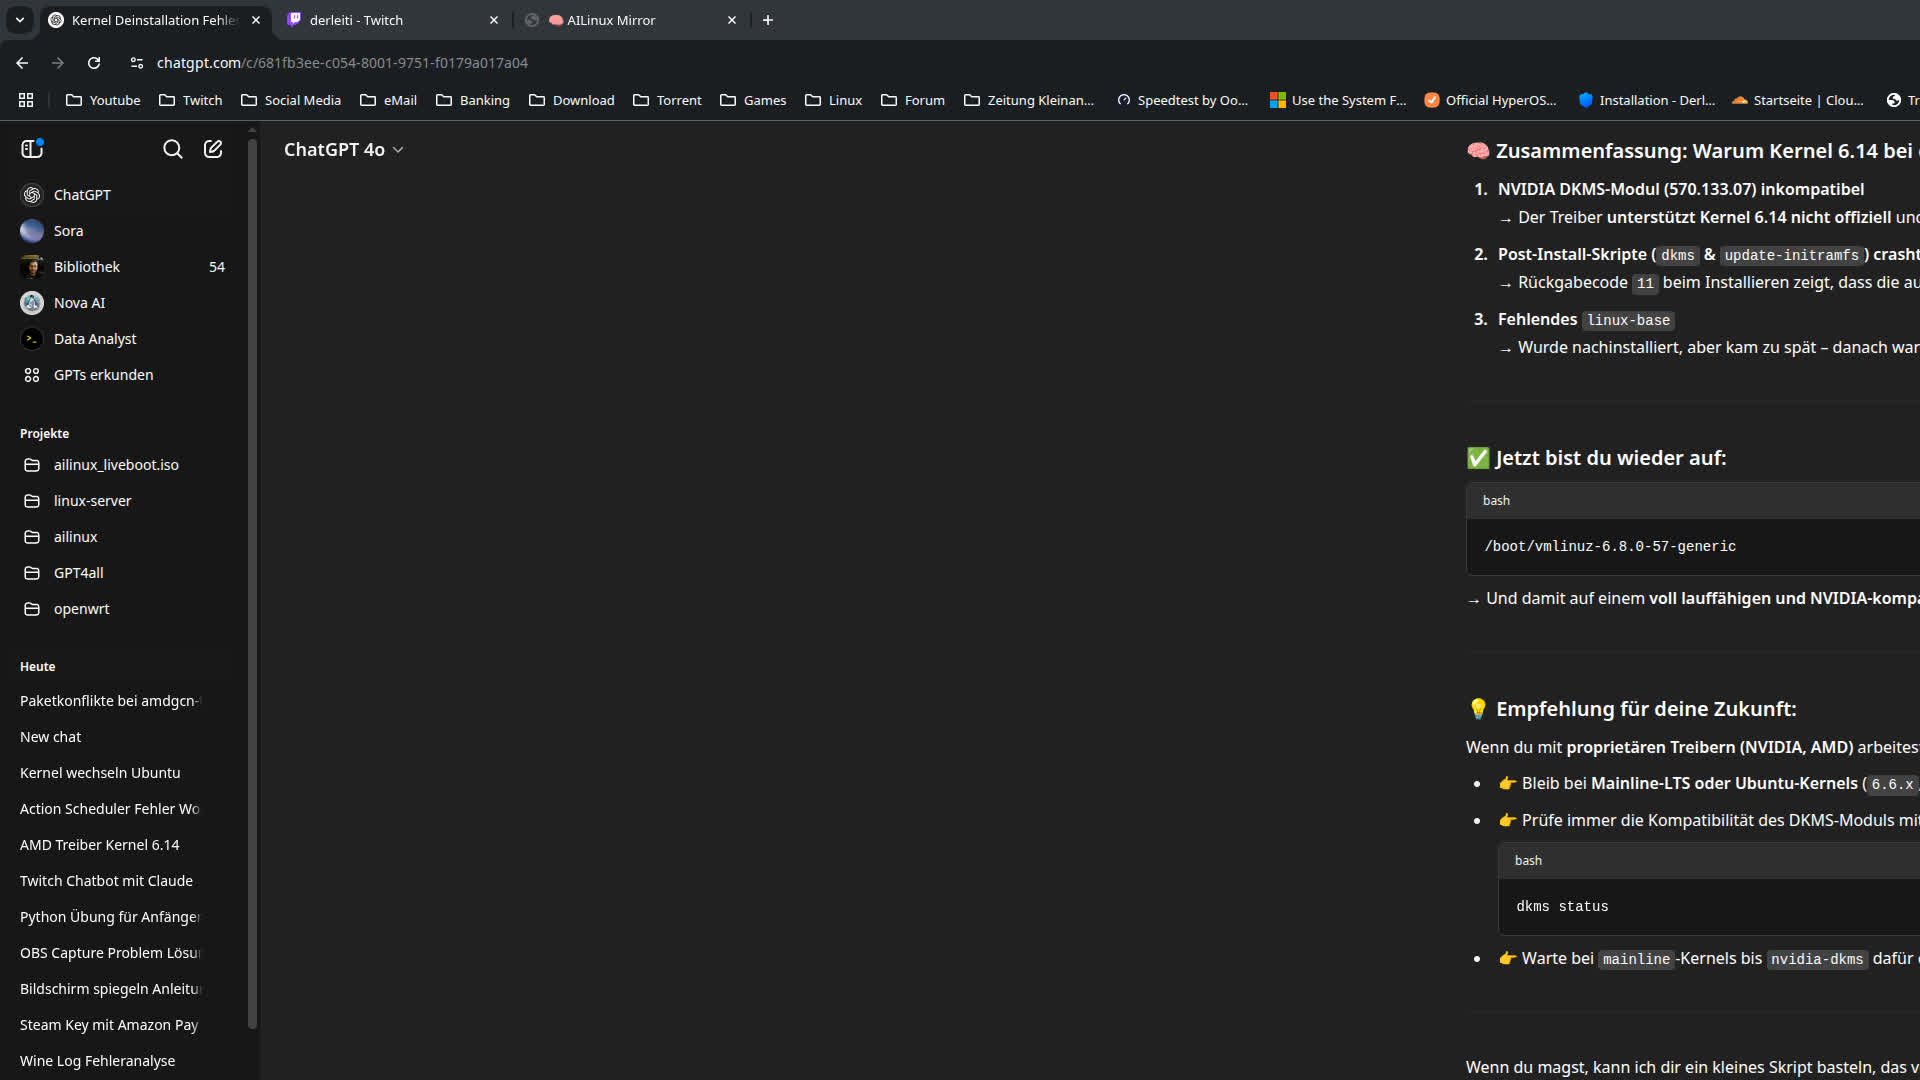 Kernel Deinstallation Fehle
derleiti - Twitch
AILinux Mirror
chatgpt.com/c/681fb3ee-c054-8001-9751-f0179a017a04
Youtube
Twitch
Social Media
eMail
Banking
Download
Torrent
Games
Linux
Forum
Zeitung Kleinan...
Speedtest by Oo...
Use the System F...
Official HyperOS...
Installation - Derl...
Startseite | Clou...
Tr
ChatGPT
Sora
Bibliothek 54
Nova AI
Data Analyst
GPTs erkunden
Projekte
ailinux_liveboot.iso
linux-server
ailinux
GPT4all
openwrt
Heute
Paketkonflikte bei amdgcn-
New chat
Kernel wechseln Ubuntu
Action Scheduler Fehler Wo
AMD Treiber Kernel 6.14
Twitch Chatbot mit Claude
Python Übung für Anfänger
OBS Capture Problem Lösu
Bildschirm spiegeln Anleitu
Steam Key mit Amazon Pay
Wine Log Fehleranalyse
ChatGPT 4o
🧠 Zusammenfassung: Warum Kernel 6.14 bei
1. NVIDIA DKMS-Modul (570.133.07) inkompatibel
→ Der Treiber unterstützt Kernel 6.14 nicht offiziell und
2. Post-Install-Skripte (dkms & update-initramfs) crasht
→ Rückgabecode 11 beim Installieren zeigt, dass die au
3. Fehlendes linux-base
→ Wurde nachinstalliert, aber kam zu spät – danach war
✅ Jetzt bist du wieder auf:
bash
/boot/vmlinuz-6.8.0-57-generic
→ Und damit auf einem voll lauffähigen und NVIDIA-kompa
💡 Empfehlung für deine Zukunft:
Wenn du mit proprietären Treibern (NVIDIA, AMD) arbeites
• 👉 Bleib bei Mainline-LTS oder Ubuntu-Kernels (6.6.x
• 👉 Prüfe immer die Kompatibilität des DKMS-Moduls mit
bash
dkms status
• 👉 Warte bei mainline-Kernels bis nvidia-dkms dafür
Wenn du magst, kann ich dir ein kleines Skript basteln, das v